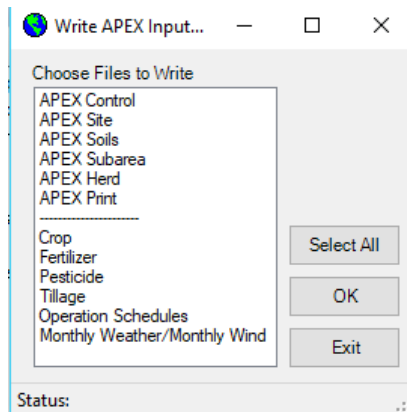 Write APEX Input...
Choose Files to Write
APEX Control
APEX Site
APEX Soils
APEX Subarea
APEX Herd
APEX Print
----------------------
Crop
Fertilizer
Pesticide
Tillage
Operation Schedules
Monthly Weather/Monthly Wind
Select All
OK
Exit
Status: